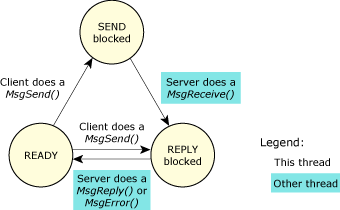 SEND
blocked
Client does a
MsgSend()
Server does a
MsgReceive()
Client does a
MsgSend()
READY
REPLY
blocked
Server does a
MsgReply() or
MsgError()
Legend:
This thread
Other thread